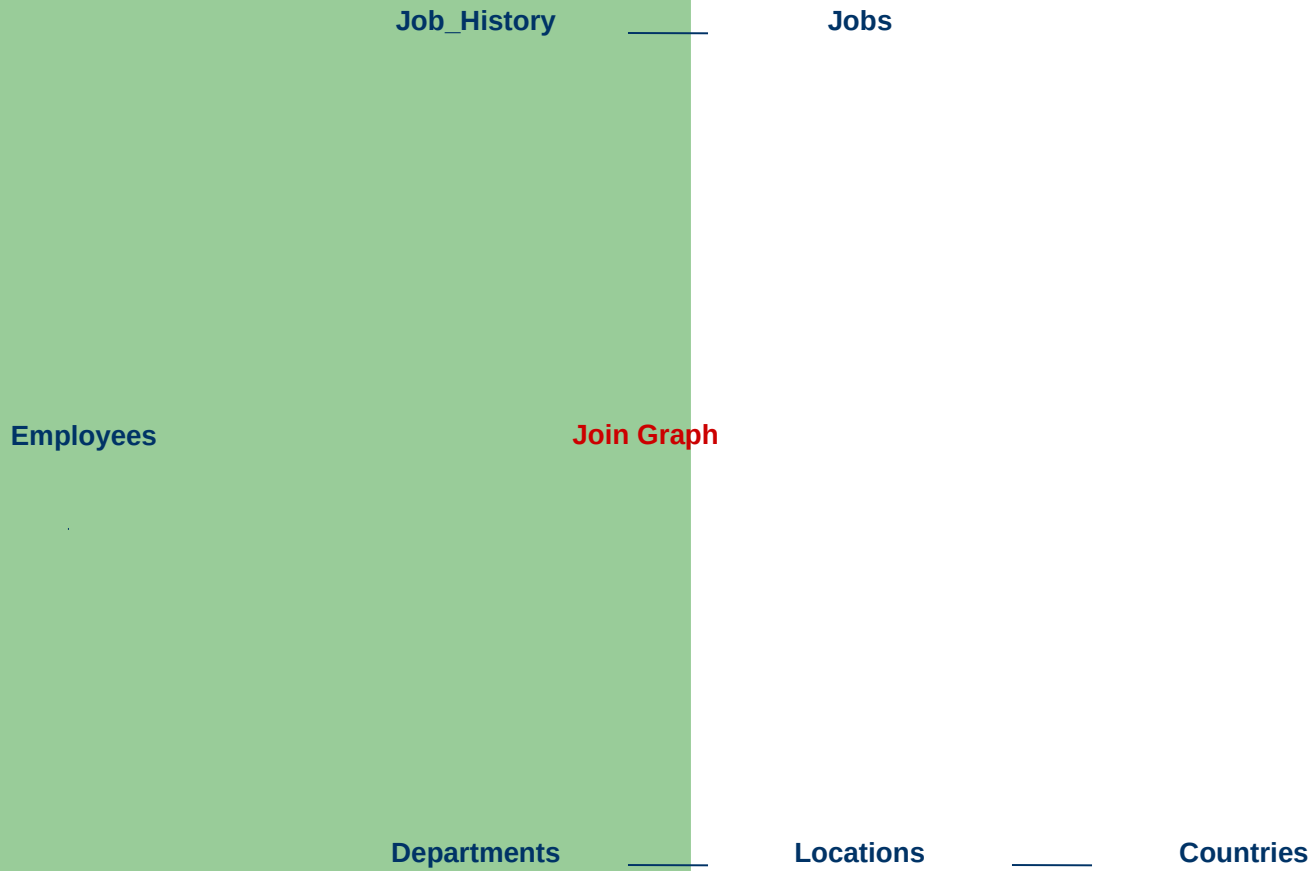 Job_History
Jobs
Employees
Join Graph
Departments
Locations
Countries